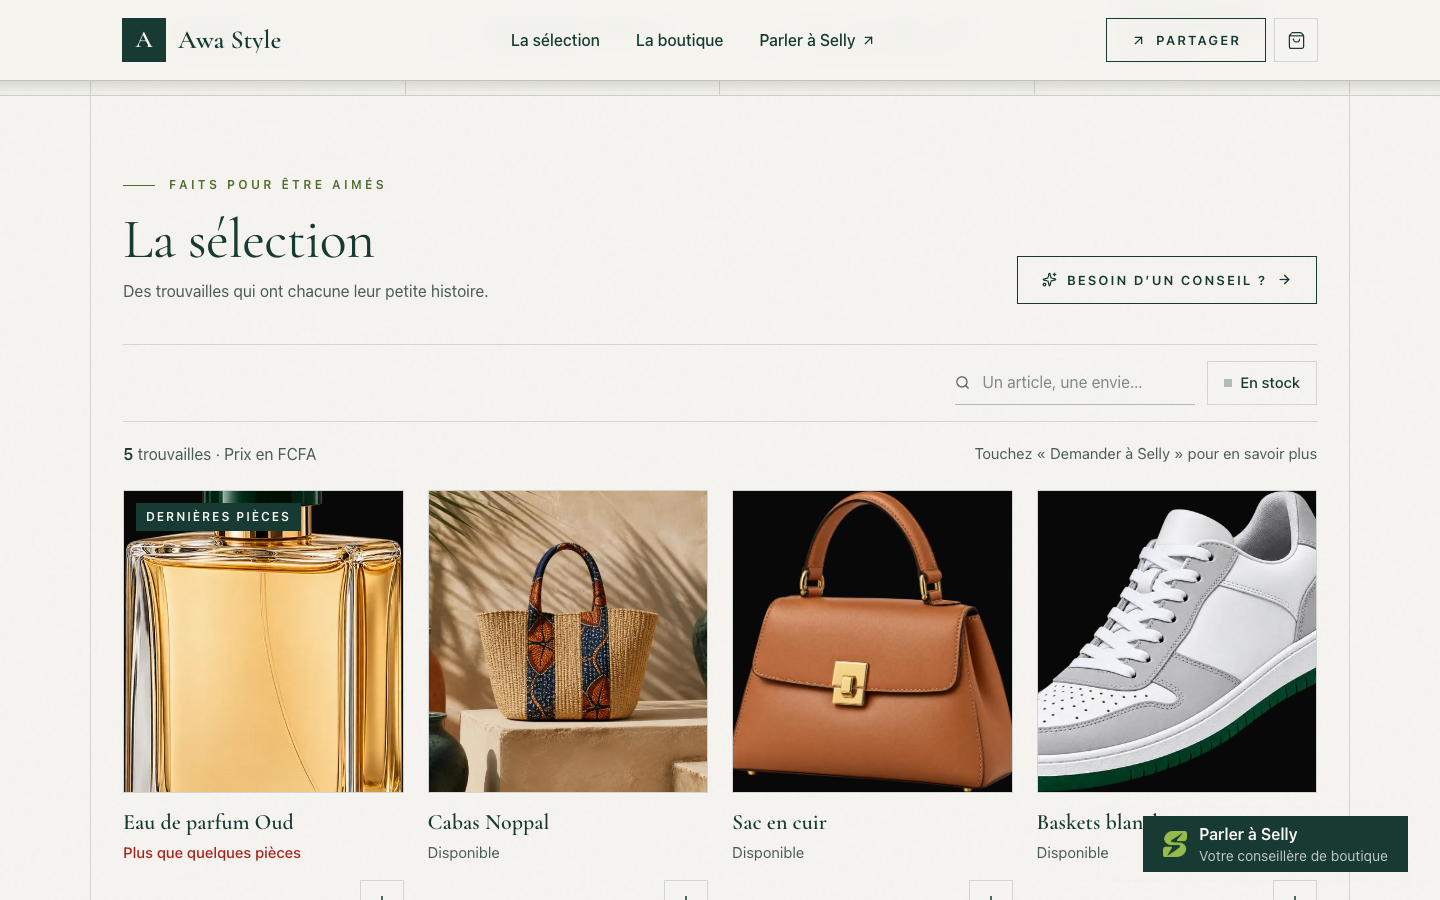 A
Awa Style
La sélection
La boutique
Parler à Selly
PARTAGER
FAITS POUR ÊTRE AIMÉS
La sélection
Des trouvailles qui ont chacune leur petite histoire.
BESOIN D'UN CONSEIL ?
Un article, une envie...
En stock
5 trouvailles · Prix en FCFA
Touchez « Demander à Selly » pour en savoir plus
DERNIÈRES PIÈCES
Eau de parfum Oud
Plus que quelques pièces
Cabas Noppal
Disponible
Sac en cuir
Disponible
Baskets
Disponible
Parler à Selly
Votre conseillère de boutique